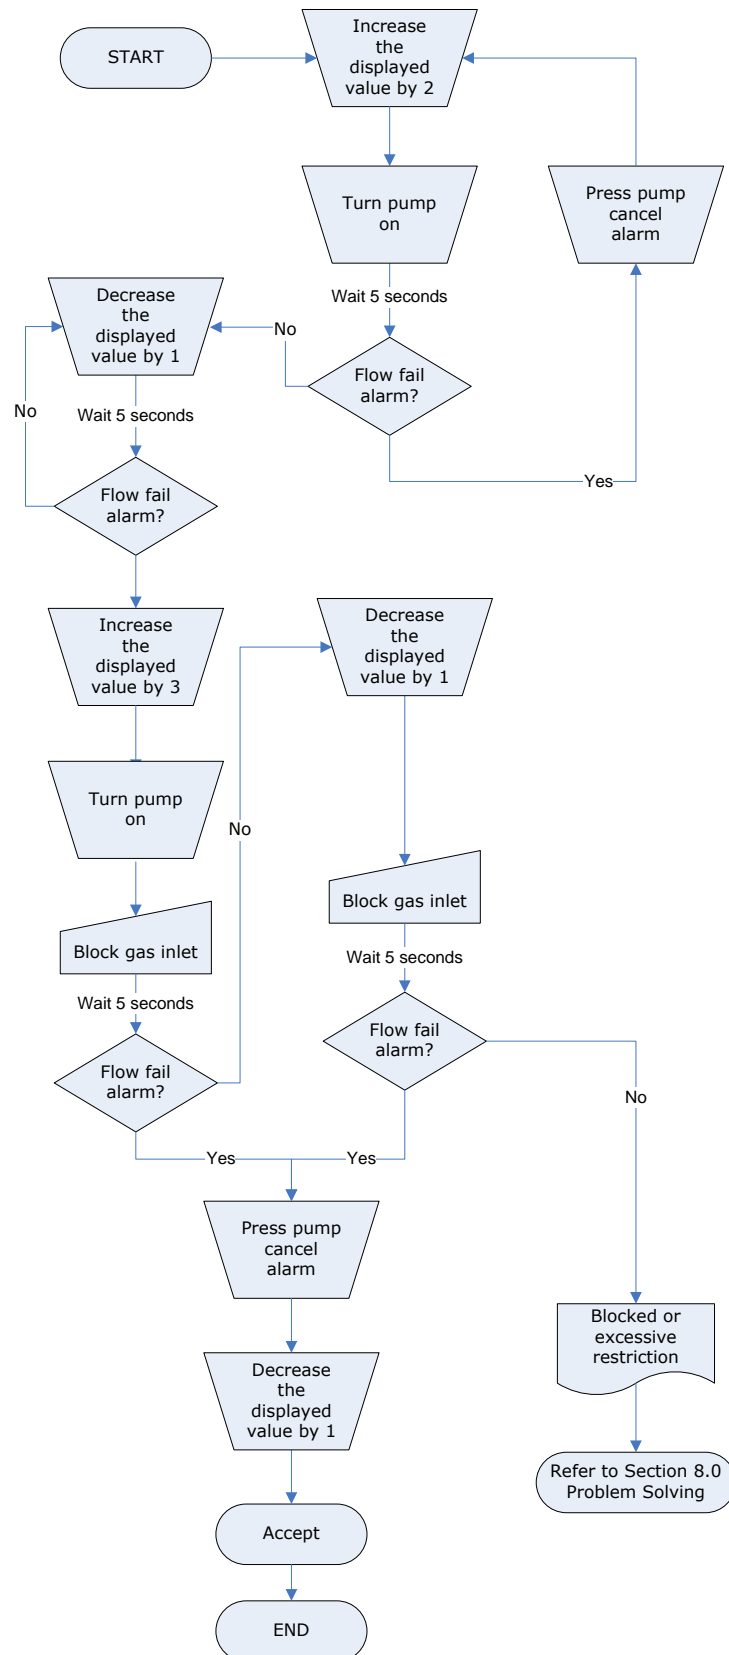 START
Increase
the
displayed
value by 2
Turn pump
on
Press pump
cancel
alarm
Wait 5 seconds
Decrease
the
displayed
value by 1
No
Flow fail
alarm?
Yes
No
Wait 5 seconds
Flow fail
alarm?
Increase
the
displayed
value by 3
Decrease
the
displayed
value by 1
Turn pump
on
No
Block gas inlet
Block gas inlet
Wait 5 seconds
Wait 5 seconds
Flow fail
alarm?
Flow fail
alarm?
No
Yes
Yes
Press pump
cancel
alarm
Blocked or
excessive
restriction
Decrease
the
displayed
value by 1
Refer to Section 8.0
Problem Solving
Accept
END